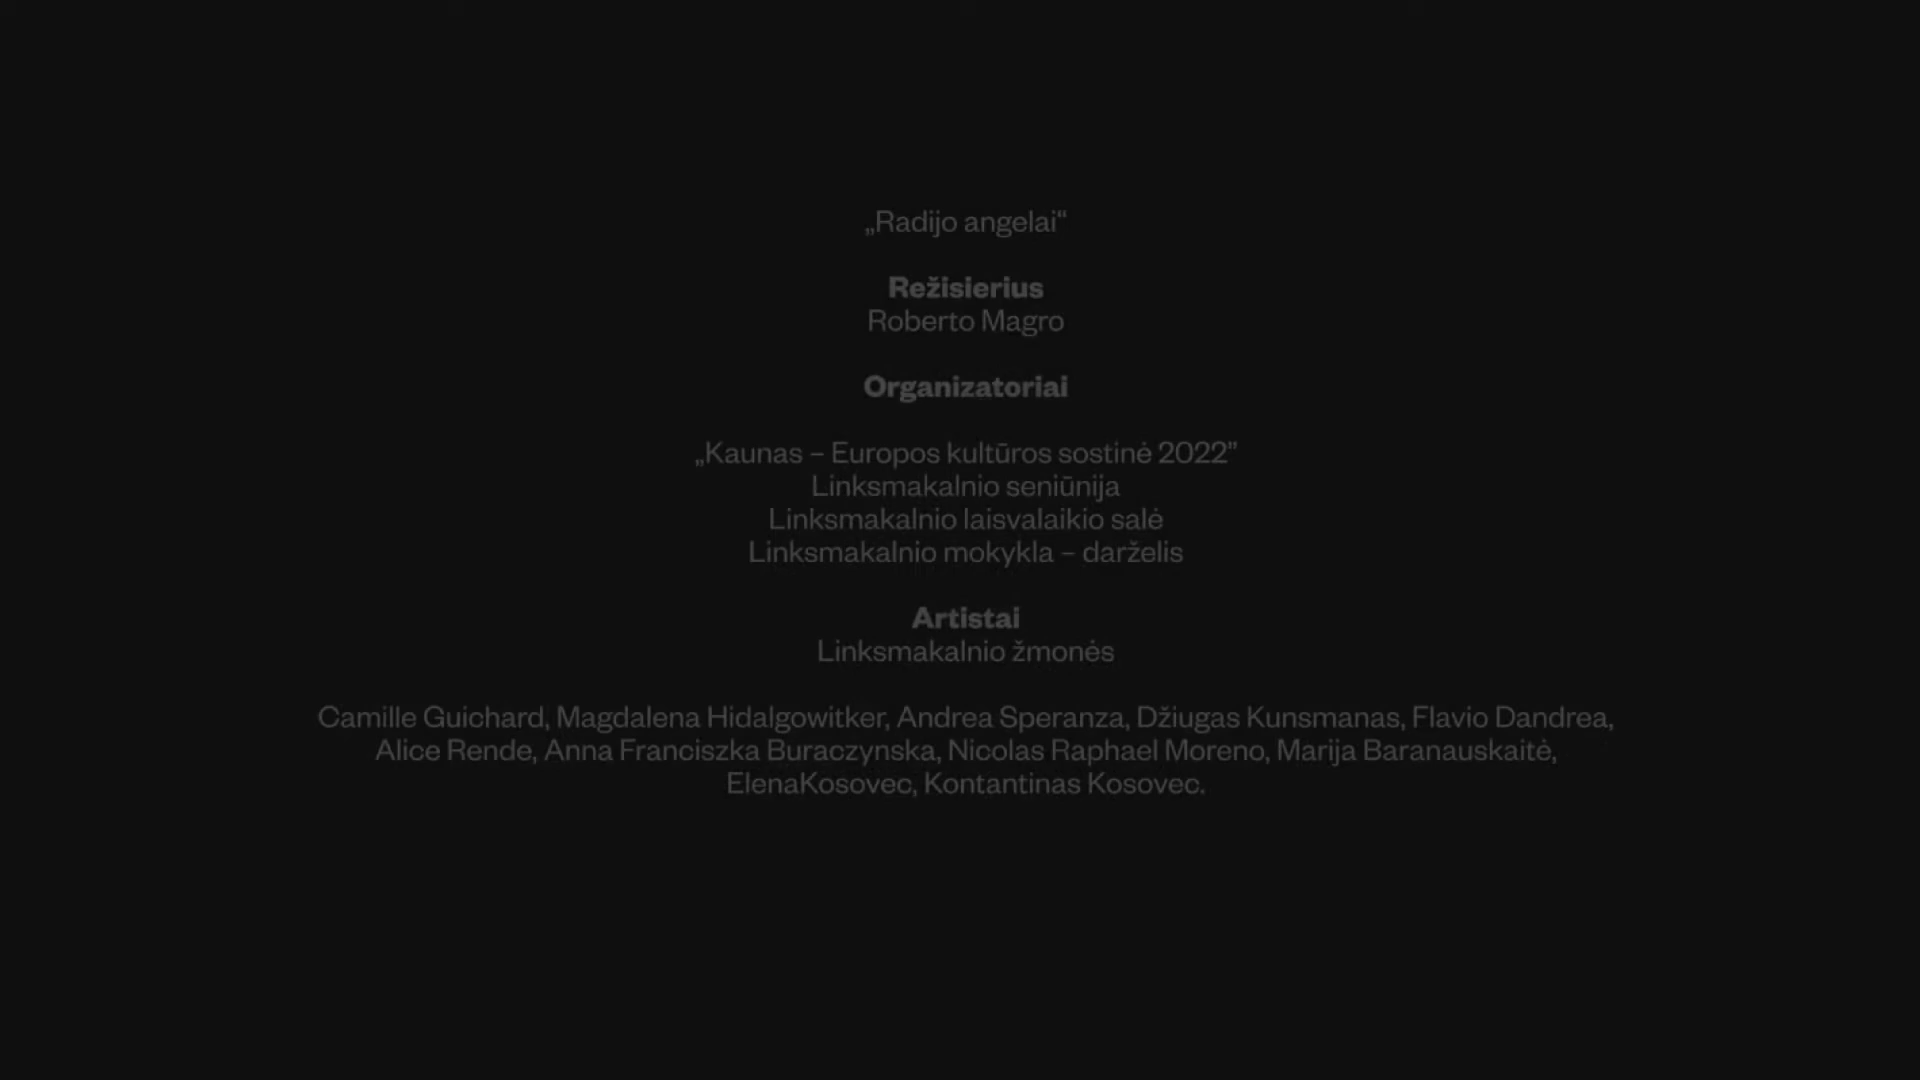 „Radijo angelai“
Režisierius
Roberto Magro
Organizatoriai
„Kaunas – Europos kultūros sostinė 2022”
Linksmakalnio seniūnija
Linksmakalnio laisvalaikio salė
Linksmakalnio mokykla – darželis
Artistai
Linksmakalnio žmonės
Camille Guichard, Magdalena Hidalgowitker, Andrea Speranza, Džiugas Kunsmanas, Flavio Dandrea,
Alice Rende, Anna Franciszka Buraczynska, Nicolas Raphael Moreno, Marija Baranauskaitė,
ElenaKosovec, Kontantinas Kosovec.